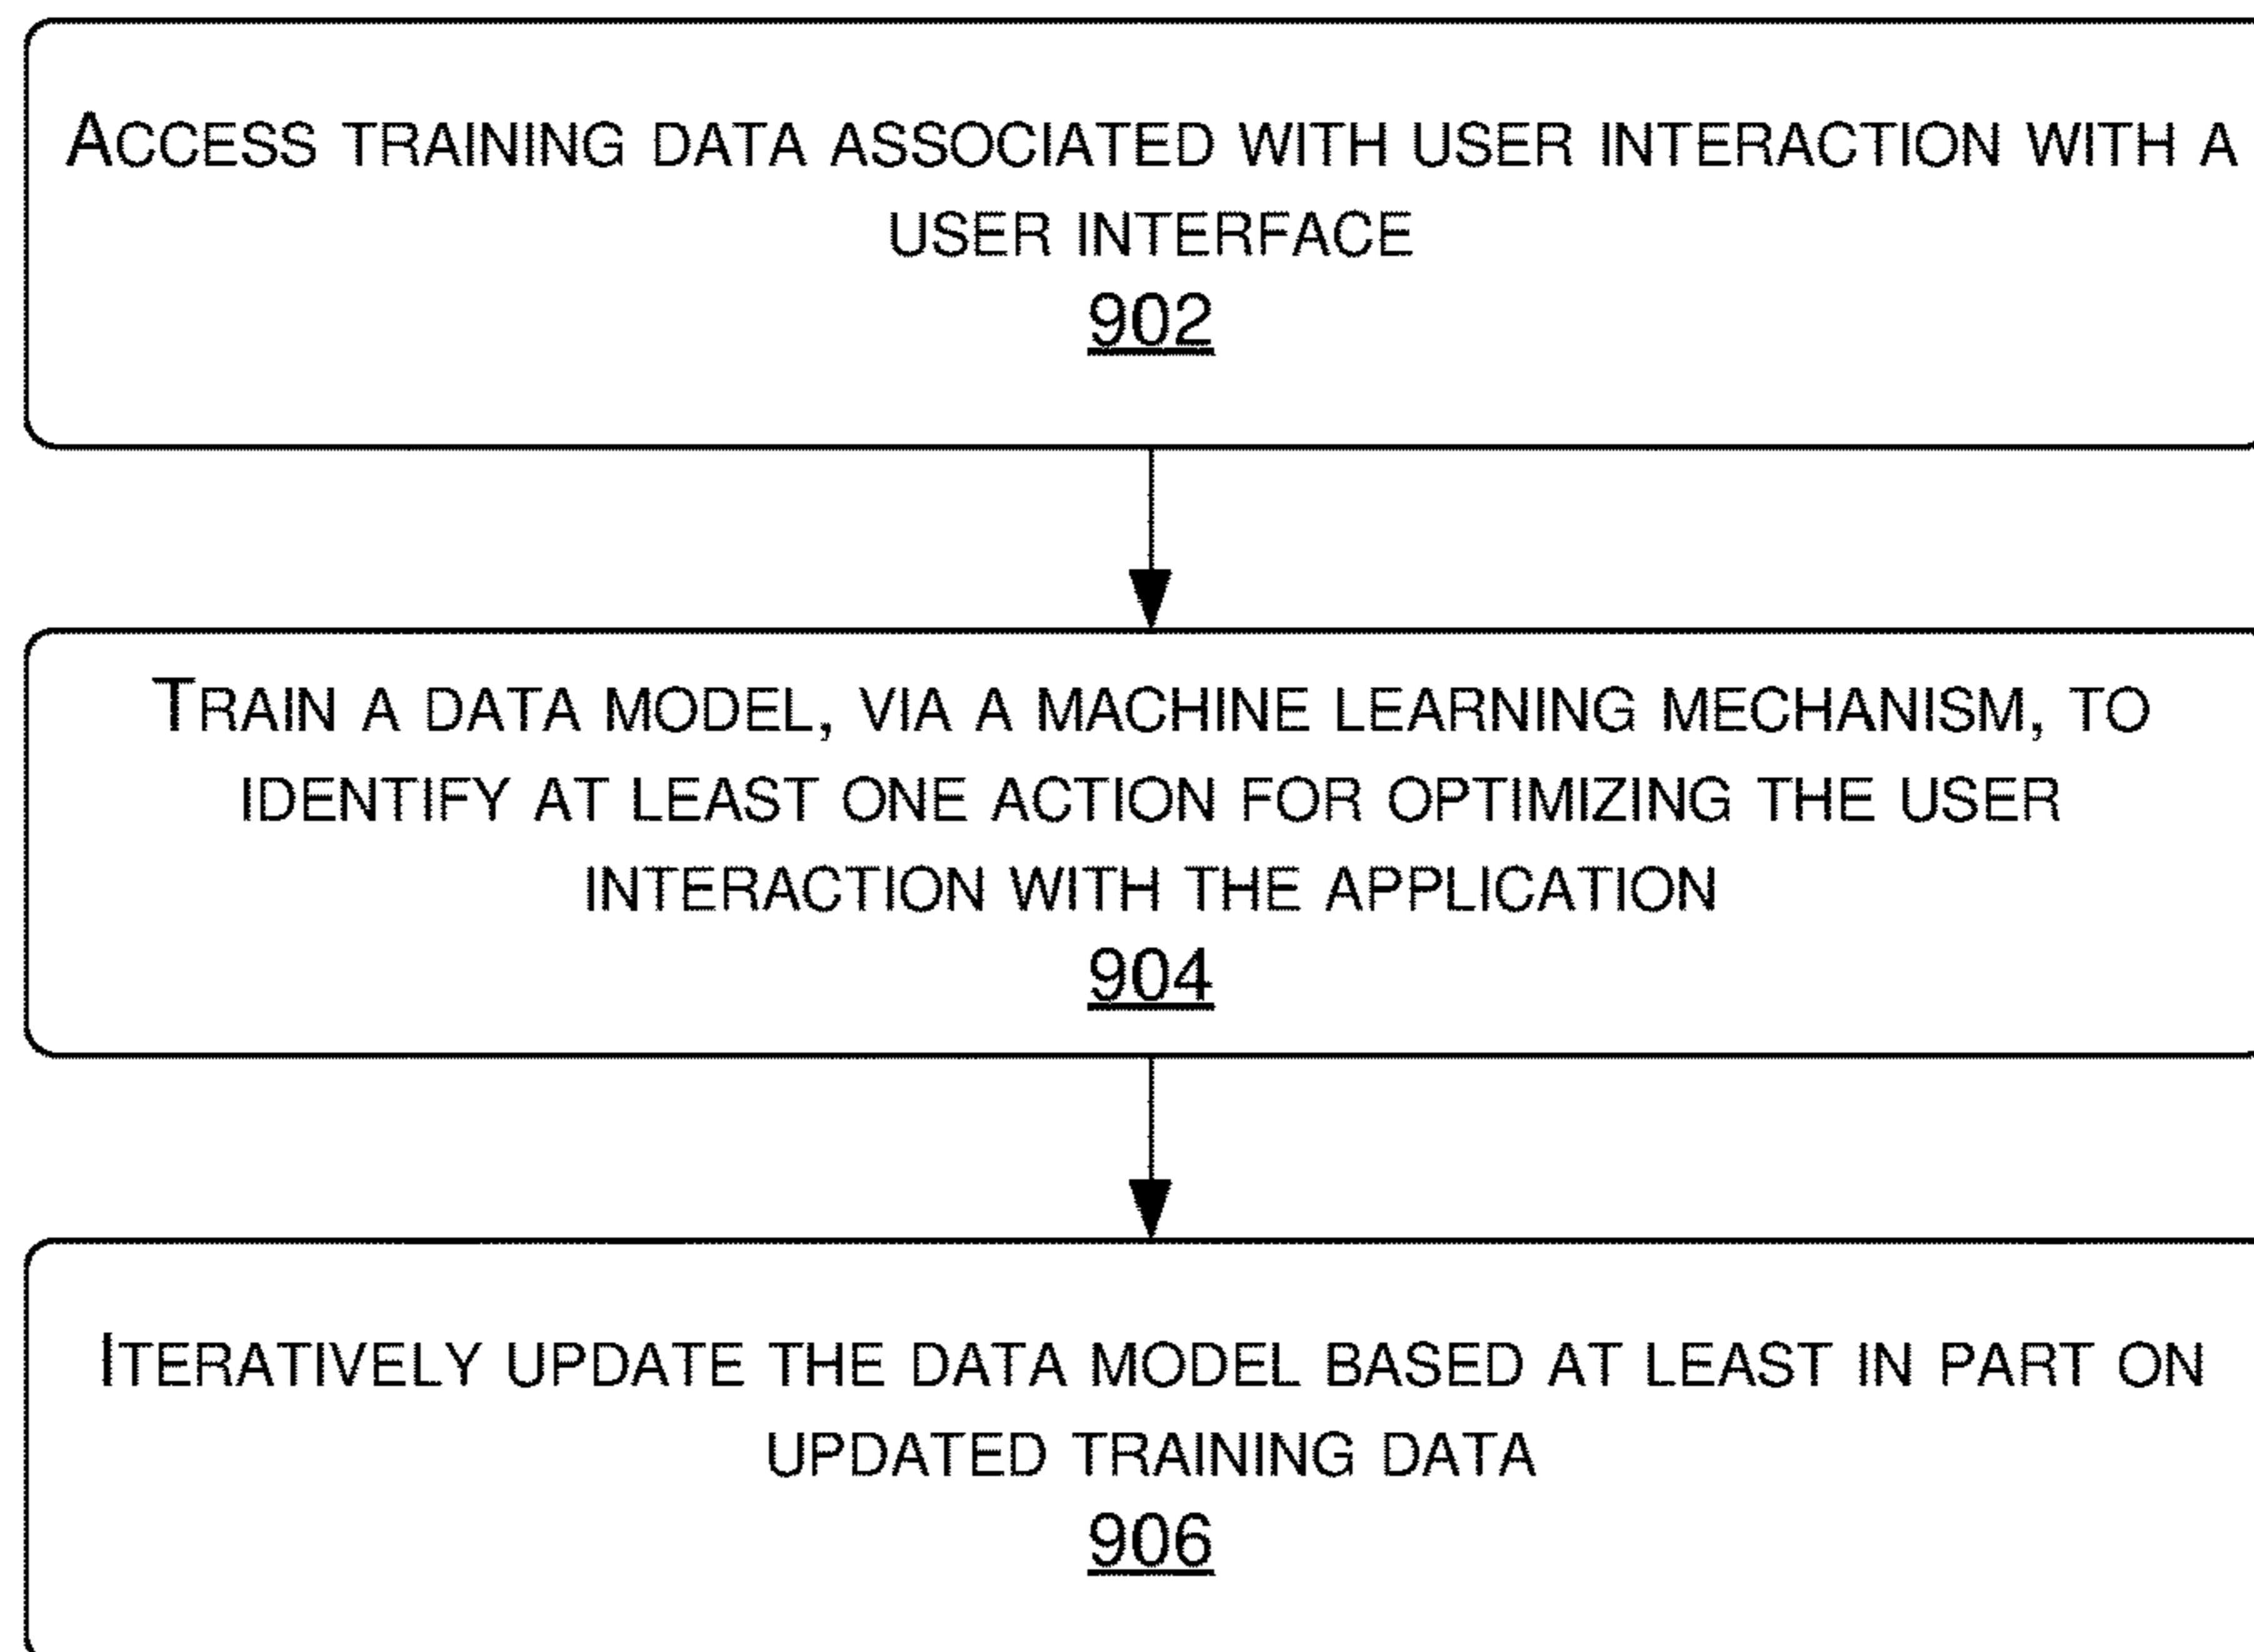 ACCESS TRAINING DATA ASSOCIATED WITH USER INTERACTION WITH A
USER INTERFACE
902
TRAIN A DATA MODEL, VIA A MACHINE LEARNING MECHANISM, TO
IDENTIFY AT LEAST ONE ACTION FOR OPTIMIZING THE USER
INTERACTION WITH THE APPLICATION
904
ITERATIVELY UPDATE THE DATA MODEL BASED AT LEAST IN PART ON
UPDATED TRAINING DATA
906